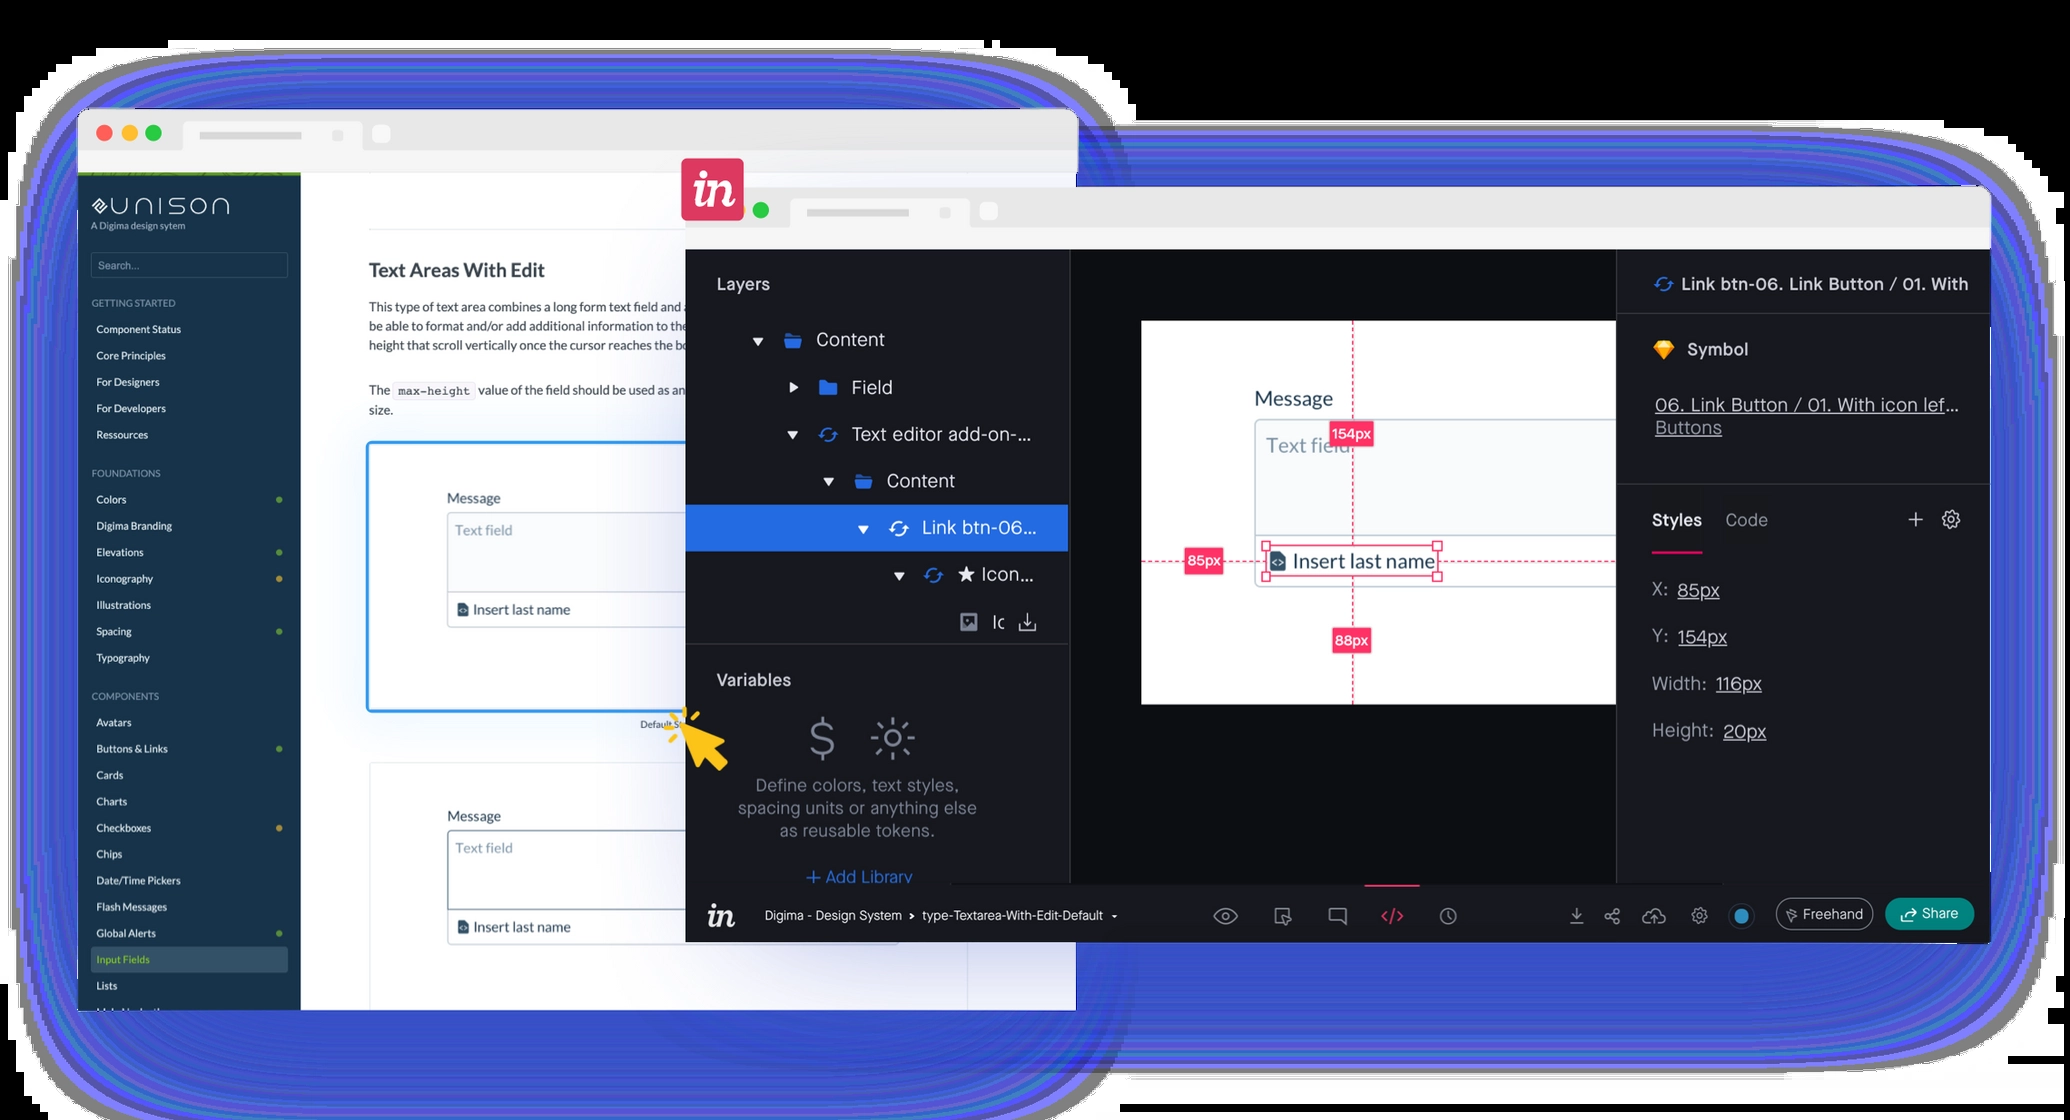 UNISON
A Digima design sytem
Search...
GETTING STARTED
Component Status
Core Principles
For Designers
For Developers
Ressources
FOUNDATIONS
Colors
Digima Branding
Elevations
Iconography
Illustrations
Spacing
Typography
COMPONENTS
Avatars
Buttons & Links
Cards
Charts
Checkboxes
Chips
Date/Time Pickers
Flash Messages
Global Alerts
Input Fields
Lists
Text Areas With Edit
This type of text area combines a long form text field and
be able to format and/or add additional information to the
height that scroll vertically once the cursor reaches the
The max-height value of the field should be used as an
size.
Message
Text field
Insert last name
Default
Message
Text field
Insert last name
in
Layers
Content
Field
Text editor add-on-...
Content
Link btn-06...
Icon...
Ic
Variables
Define colors, text styles,
spacing units or anything else
as reusable tokens.
+ Add Library
Message
Text field
154px
85px
Insert last name
88px
Link btn-06. Link Button / 01. With
Symbol
06. Link Button / 01. With icon lef...
Buttons
Styles Code
X: 85px
Y: 154px
Width: 116px
Height: 20px
in
Digima - Design System > type-Textarea-With-Edit-Default
Freehand
Share